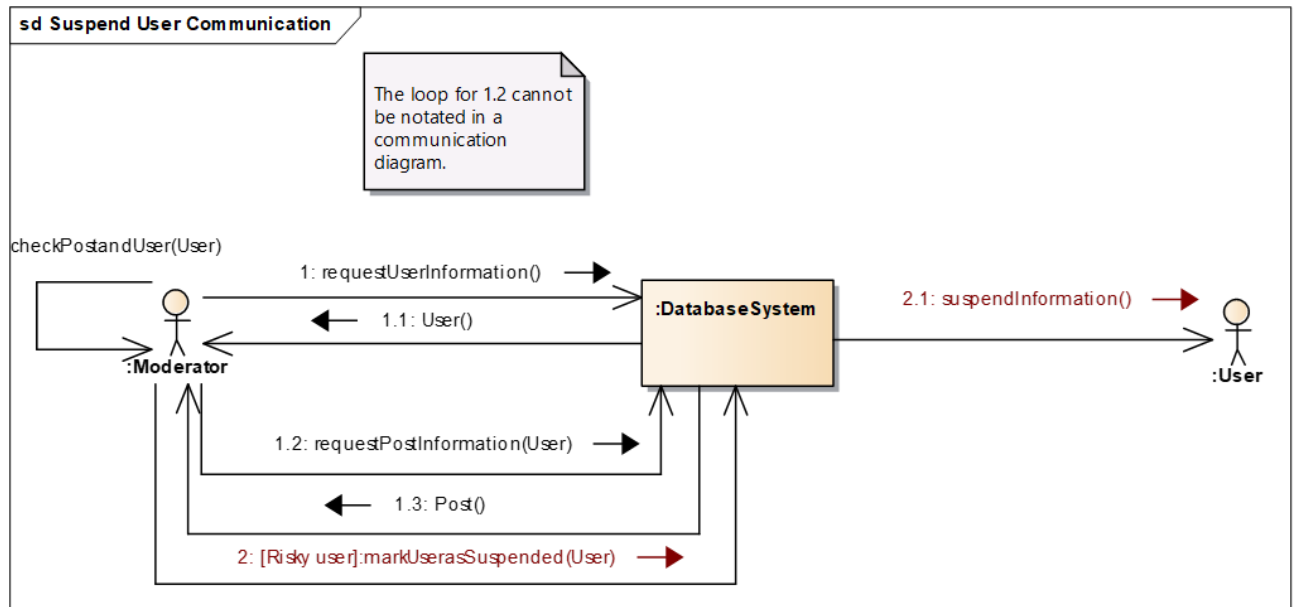 sd Suspend User Communication
The loop for 1.2 cannot
be notated in a
communication
diagram.
checkPostandUser(User)
1: requestUserInformation()
1.1: User()
:Moderator
:DatabaseSystem
2.1: suspendInformation()
:User
1.2: requestPostInformation(User)
1.3: Post()
2: [Risky user]:markUserasSuspended(User)